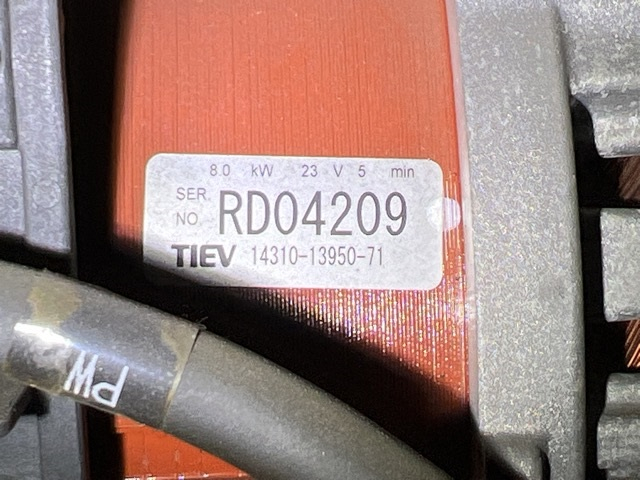 8.0 kW 23 V 5 min
SER.
NO. RD04209
TIEV 14310-13950-71
PW